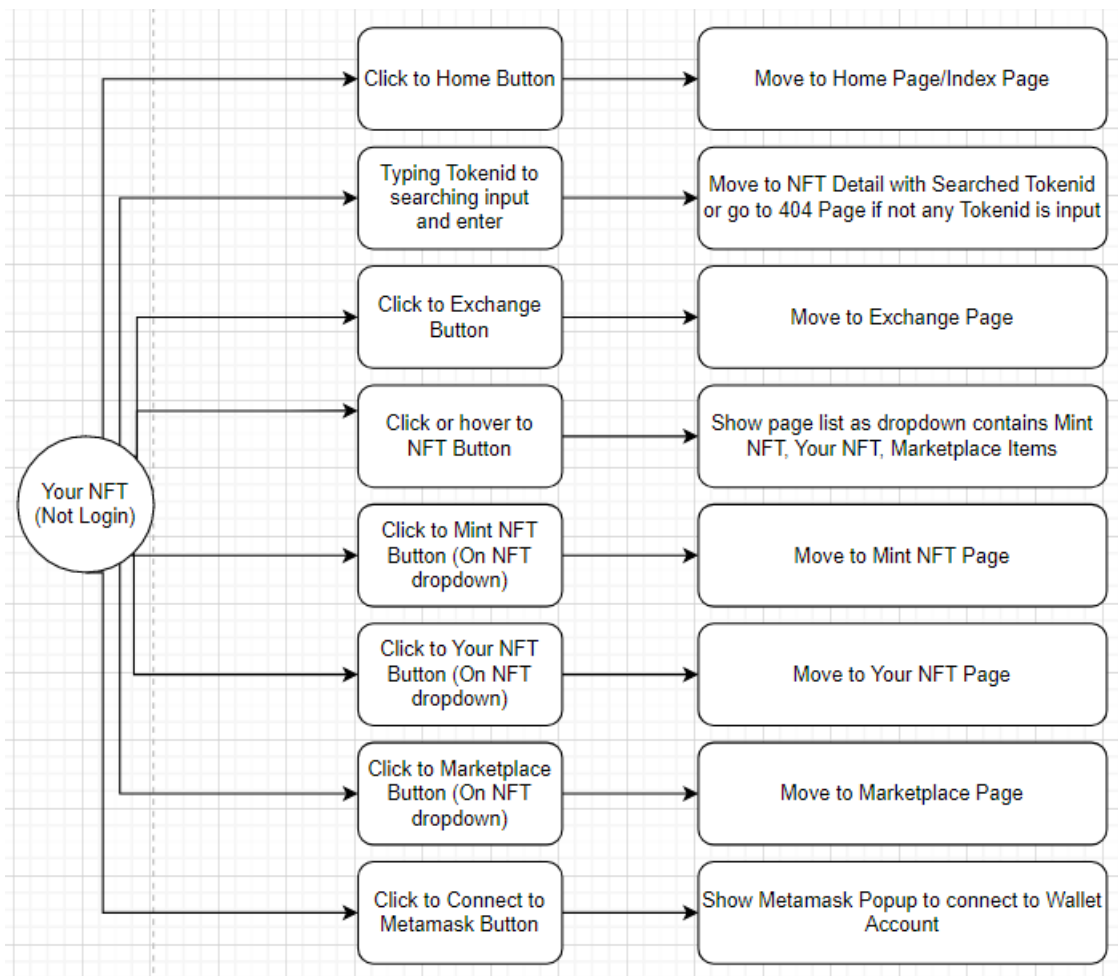 Click to Home Button
Move to Home Page/Index Page
Typing Tokenid to
searching input
and enter
Move to NFT Detail with Searched Tokenid
or go to 404 Page if not any Tokenid is input
Click to Exchange
Button
Move to Exchange Page
Click or hover to
NFT Button
Show page list as dropdown contains Mint
NFT, Your NFT, Marketplace Items
Your NFT
(Not Login)
Click to Mint NFT
Button (On NFT
dropdown)
Move to Mint NFT Page
Click to Your NFT
Button (On NFT
dropdown)
Move to Your NFT Page
Click to Marketplace
Button (On NFT
dropdown)
Move to Marketplace Page
Click to Connect to
Metamask Button
Show Metamask Popup to connect to Wallet
Account